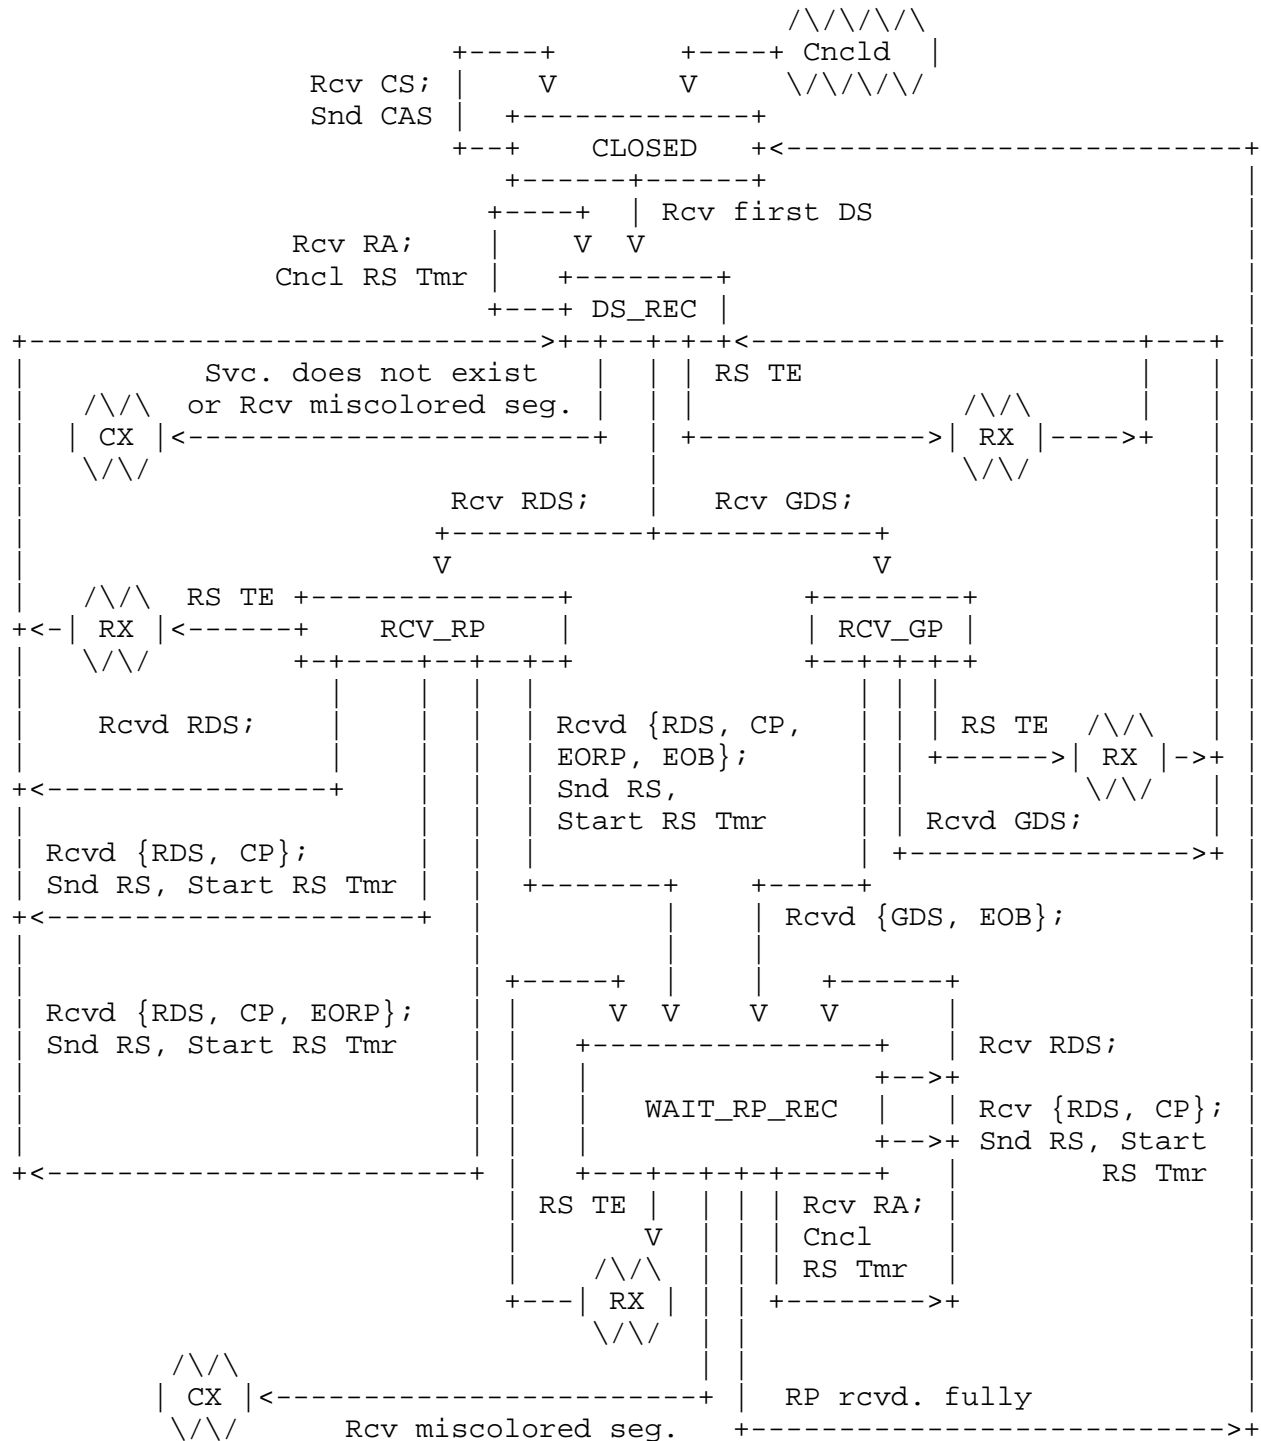 Cncld
Rcv CS;
Snd CAS
CLOSED
Rcv first DS
Rcv RA;
Cncl RS Tmr
DS_REC
Svc. does not exist RS TE
or Rcv miscolored seg.
CX RX
Rcv RDS; Rcv GDS;
RS TE
RX RCV_RP RCV_GP
Rcvd RDS; Rcvd {RDS, CP, RS TE
EORP, EOB}; RX
Snd RS,
Start RS Tmr Rcvd GDS;
Rcvd {RDS, CP};
Snd RS, Start RS Tmr
Rcvd {GDS, EOB};
Rcvd {RDS, CP, EORP};
Snd RS, Start RS Tmr Rcv RDS;
WAIT_RP_REC Rcv {RDS, CP};
Snd RS, Start
RS Tmr
RS TE Rcv RA;
Cncl
RS Tmr
RX
CX RP rcvd. fully
Rcv miscolored seg.